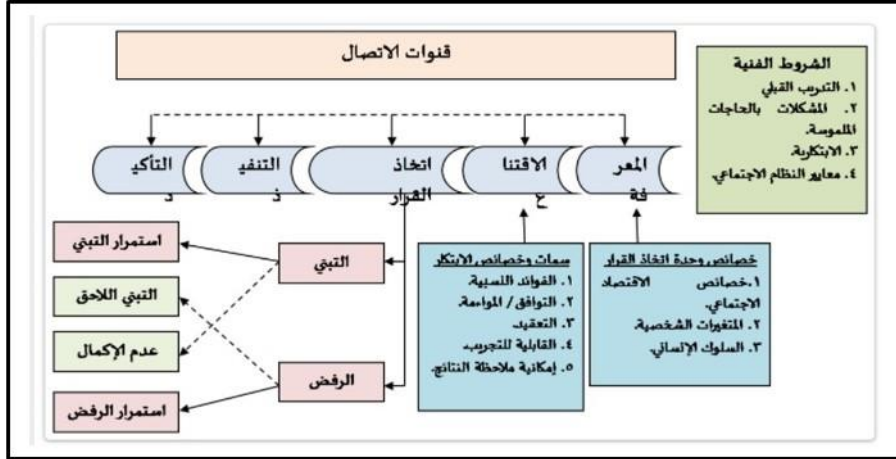 قنوات الاتصال
الشروط الفنية
١. التدريب القبلي
٢. المشكلات بالحاجات
الملموسة.
٣. الابتكارية.
٤. معايير النظام الاجتماعي.
المعر
فة
الاقتنا
ع
اتخاذ
القرار
التنفي
ذ
التأكي
د
خصائص وحدة اتخاذ القرار
١.خصائص الاقتصاد
الاجتماعي.
٢. المتغيرات الشخصية.
٣. السلوك الإنساني.
سمات وخصائص الابتكار
١. الفوائد النسبية.
٢. التوافق/ المواءمة.
٣. التعقيد.
٤. القابلية للتجريب.
٥. إمكانية ملاحظة النتائج.
التبني
الرفض
استمرار التبني
التبني اللاحق
عدم الإكمال
استمرار الرفض